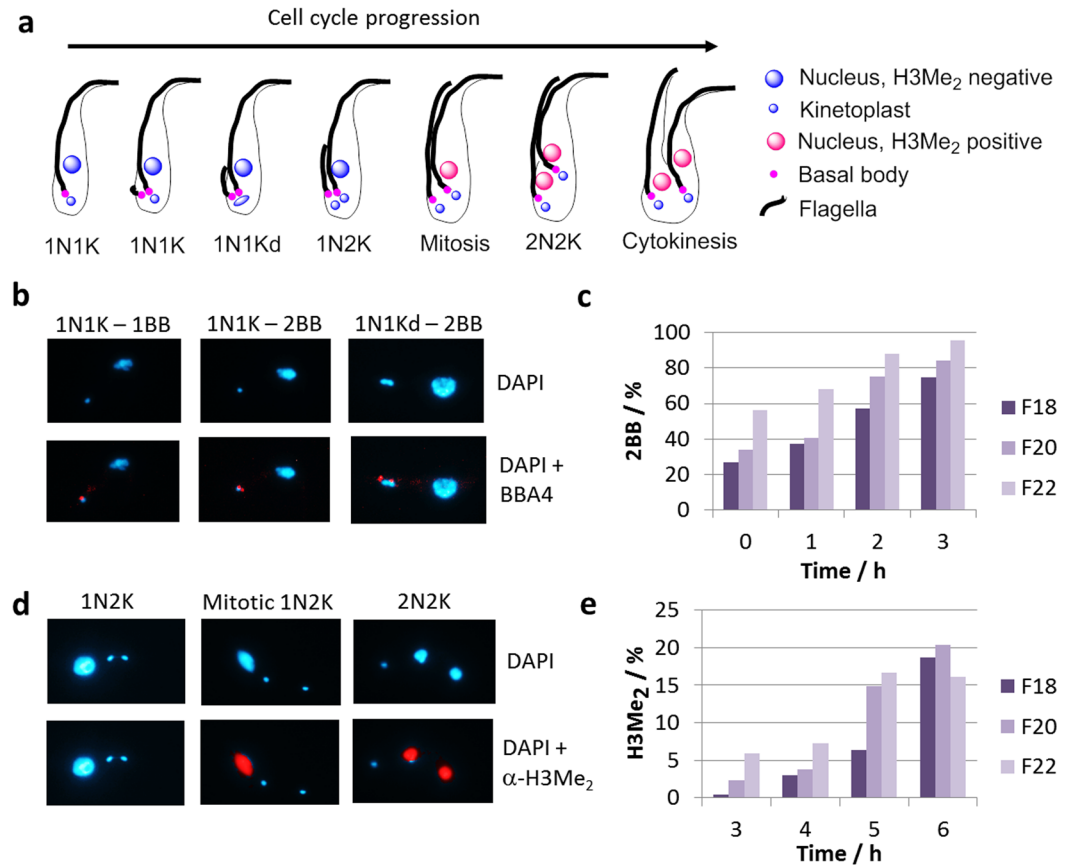 a
Cell cycle progression
1N1K
1N1K
1N1Kd
1N2K
Mitosis
2N2K
Cytokinesis
Nucleus, H3Me₂ negative
Kinetoplast
Nucleus, H3Me₂ positive
Basal body
Flagella
b
1N1K – 1BB
1N1K – 2BB
1N1Kd – 2BB
DAPI
DAPI +
BBA4
c
2BB / %
100
80
60
40
20
0
0
1
2
3
Time / h
F18
F20
F22
d
1N2K
Mitotic 1N2K
2N2K
DAPI
DAPI +
α-H3Me₂
e
H3Me₂ / %
25
20
15
10
5
0
3
4
5
6
Time / h
F18
F20
F22